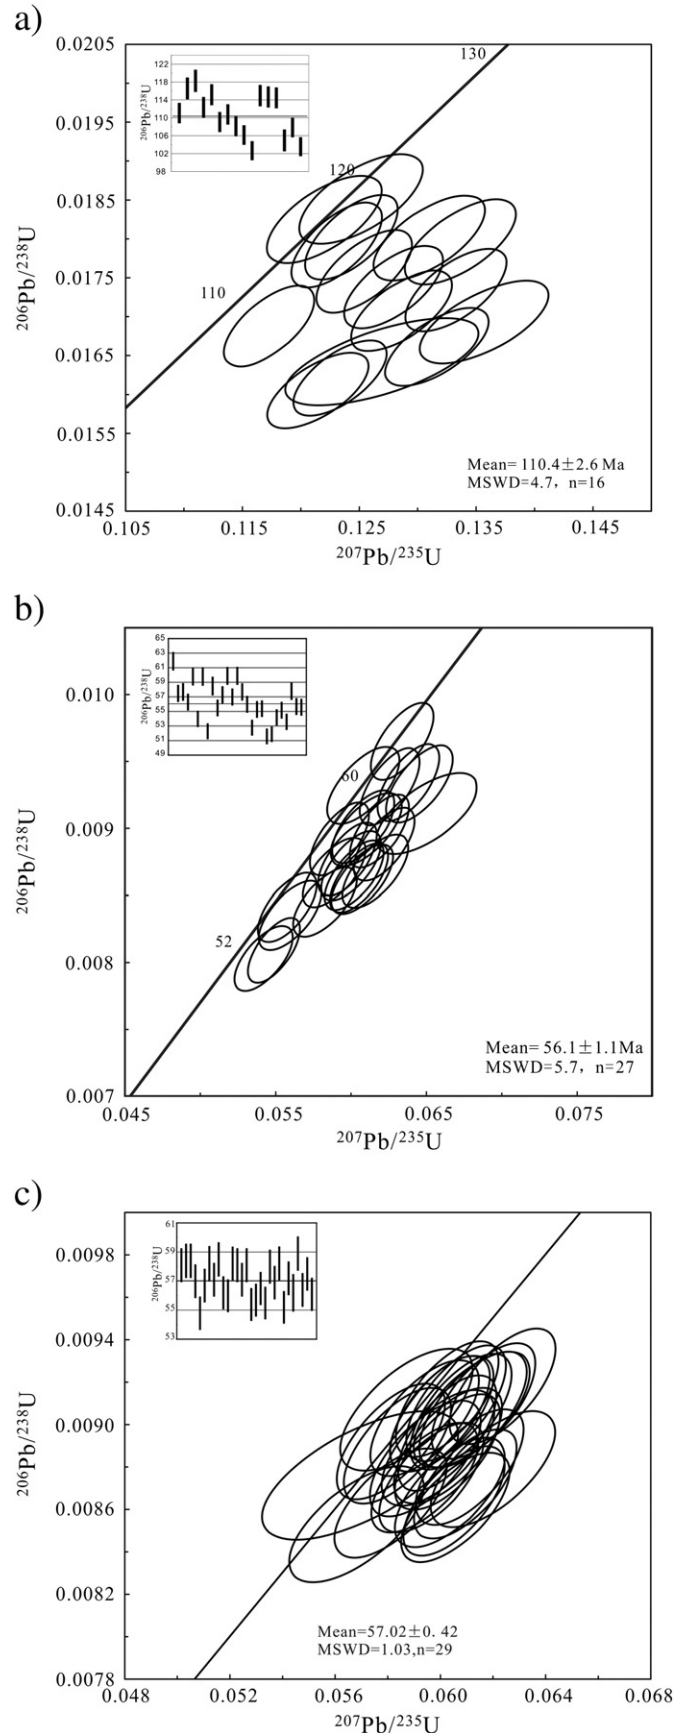 a)
0.0205
0.0195
0.0185
0.0175
0.0165
0.0155
0.0145
206Pb/238U
122
118
114
110
106
102
98
206Pb/238U
130
120
110
Mean= 110.4±2.6 Ma
MSWD=4.7, n=16
0.105 0.115 0.125 0.135 0.145
207Pb/235U
b)
0.010
0.009
0.008
0.007
206Pb/238U
65
63
61
59
57
55
53
51
49
206Pb/238U
60
52
Mean= 56.1±1.1Ma
MSWD=5.7, n=27
0.045 0.055 0.065 0.075
207Pb/235U
c)
0.0098
0.0094
0.0090
0.0086
0.0082
0.0078
206Pb/238U
61
59
57
55
53
206Pb/238U
Mean=57.02±0. 42
MSWD=1.03,n=29
0.048 0.052 0.056 0.060 0.064 0.068
207Pb/235U